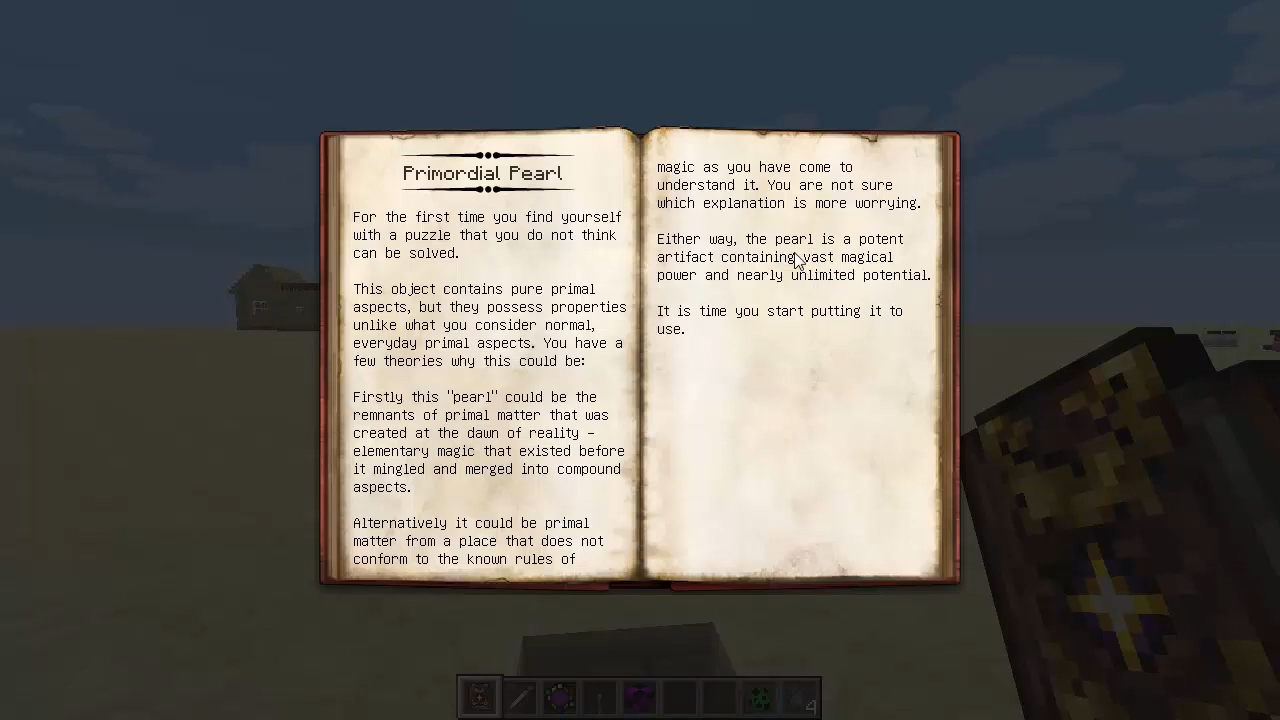 Primordial Pearl
For the first time you find yourself
with a puzzle that you do not think
can be solved.
This object contains pure primal
aspects, but they possess properties
unlike what you consider normal,
everyday primal aspects. You have a
few theories why this could be:
Firstly this "pearl" could be the
remnants of primal matter that was
created at the dawn of reality -
elementary magic that existed before
it mingled and merged into compound
aspects.
Alternatively it could be primal
matter from a place that does not
conform to the known rules of
magic as you have come to
understand it. You are not sure
which explanation is more worrying.
Either way, the pearl is a potent
artifact containing vast magical
power and nearly unlimited potential.
It is time you start putting it to
use.
4